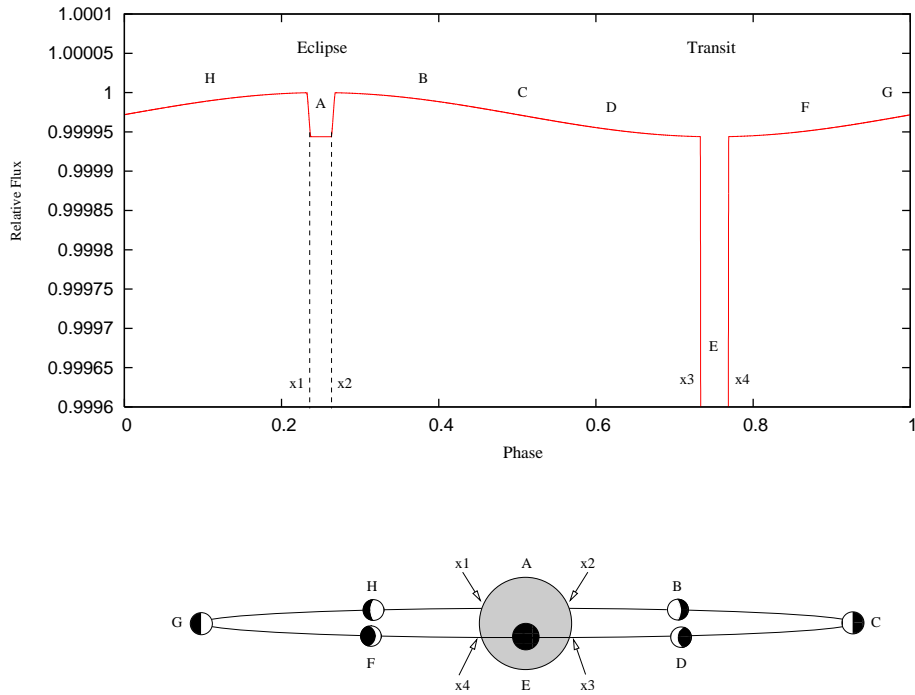 1.0001
1.00005
1
0.99995
0.9999
0.99985
0.9998
0.99975
0.9997
0.99965
0.9996
Relative Flux
Eclipse
Transit
H
A
B
C
D
E
F
G
x1
x2
x3
x4
0
0.2
0.4
0.6
0.8
1
Phase
x1
A
x2
H
B
G
C
F
D
x4
E
x3